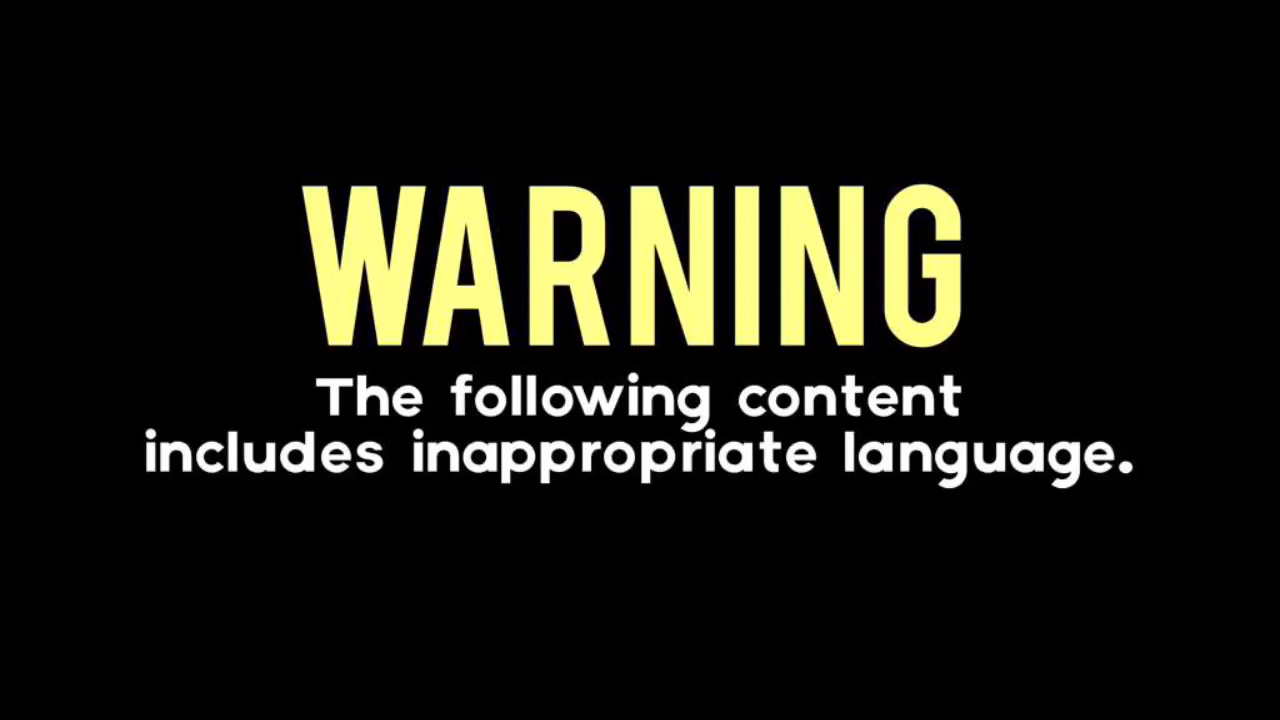 WARNING
The following content
includes inappropriate language.